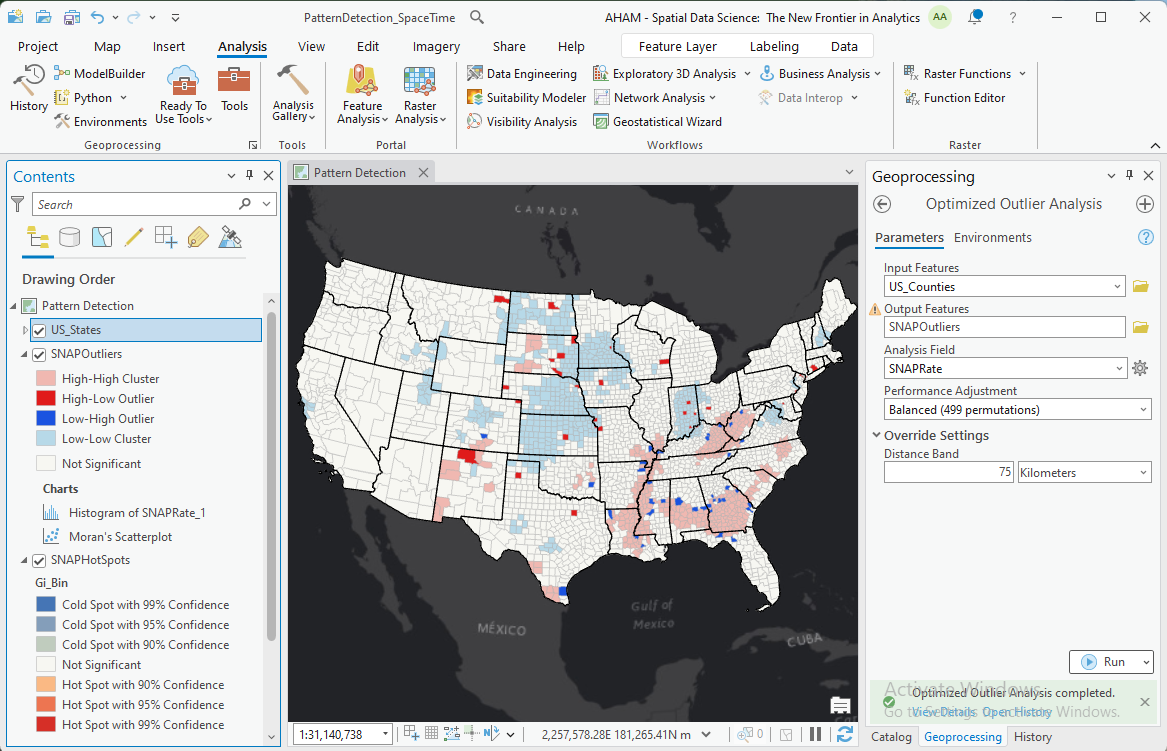 PatternDetection_SpaceTime
AHAM - Spatial Data Science: The New Frontier in Analytics
AA
Project
Map
Insert
Analysis
View
Edit
Imagery
Share
Help
Feature Layer
Labeling
Data
History
ModelBuilder
Python
Environments
Ready To
Use Tools
Tools
Geoprocessing
Analysis
Gallery
Tools
Feature
Analysis
Raster
Analysis
Portal
Data Engineering
Suitability Modeler
Visibility Analysis
Exploratory 3D Analysis
Network Analysis
Geostatistical Wizard
Business Analysis
Data Interop
Workflows
Raster Functions
Function Editor
Raster
Contents
Search
Drawing Order
Pattern Detection
US_States
SNAPOutliers
High-High Cluster
High-Low Outlier
Low-High Outlier
Low-Low Cluster
Not Significant
Charts
Histogram of SNAPRate_1
Moran's Scatterplot
SNAPHotSpots
Gi_Bin
Cold Spot with 99% Confidence
Cold Spot with 95% Confidence
Cold Spot with 90% Confidence
Not Significant
Hot Spot with 90% Confidence
Hot Spot with 95% Confidence
Hot Spot with 99% Confidence
Pattern Detection
CANADA
Gulf of
Mexico
MÉXICO
CUBA
1:31,140,738
2,257,578.28E 181,265.41N m
0
Geoprocessing
Optimized Outlier Analysis
Parameters
Environments
Input Features
US_Counties
Output Features
SNAPOutliers
Analysis Field
SNAPRate
Performance Adjustment
Balanced (499 permutations)
Override Settings
Distance Band
75
Kilometers
Run
Activate Windows
Go to Settings to activate Windows.
Optimized Outlier Analysis completed.
View Details Open History
Catalog
Geoprocessing
History